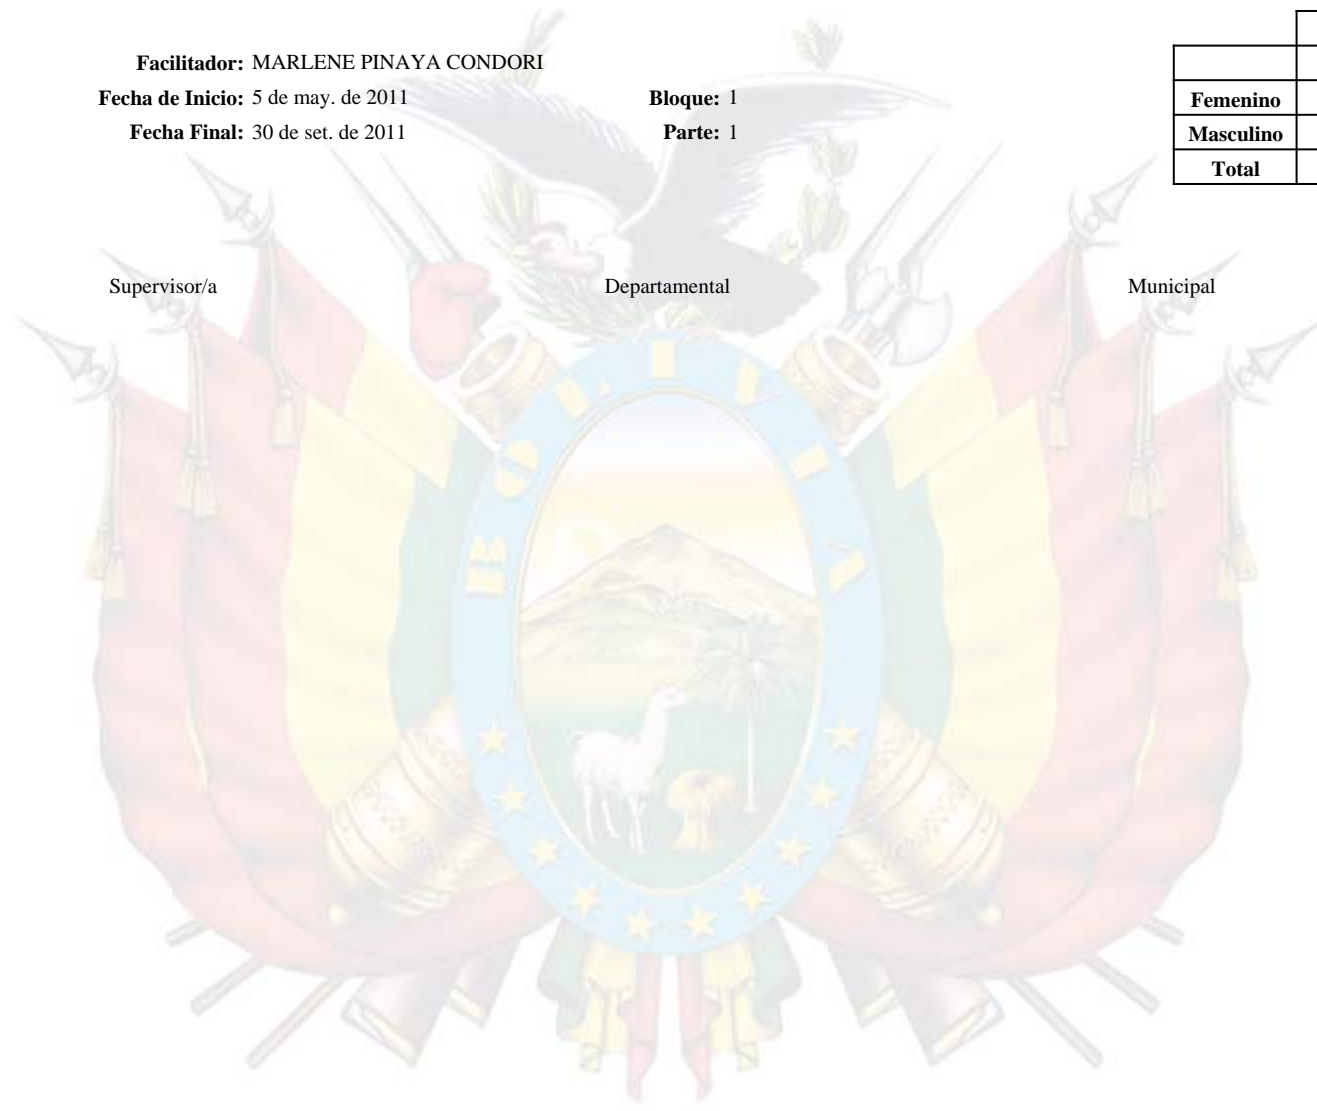 Facilitador: MARLENE PINAYA CONDORI
Fecha de Inicio: 5 de may. de 2011 Bloque: 1
Fecha Final: 30 de set. de 2011 Parte: 1
Femenino
Masculino
Total
Supervisor/a Departamental Municipal
BOLIVIA